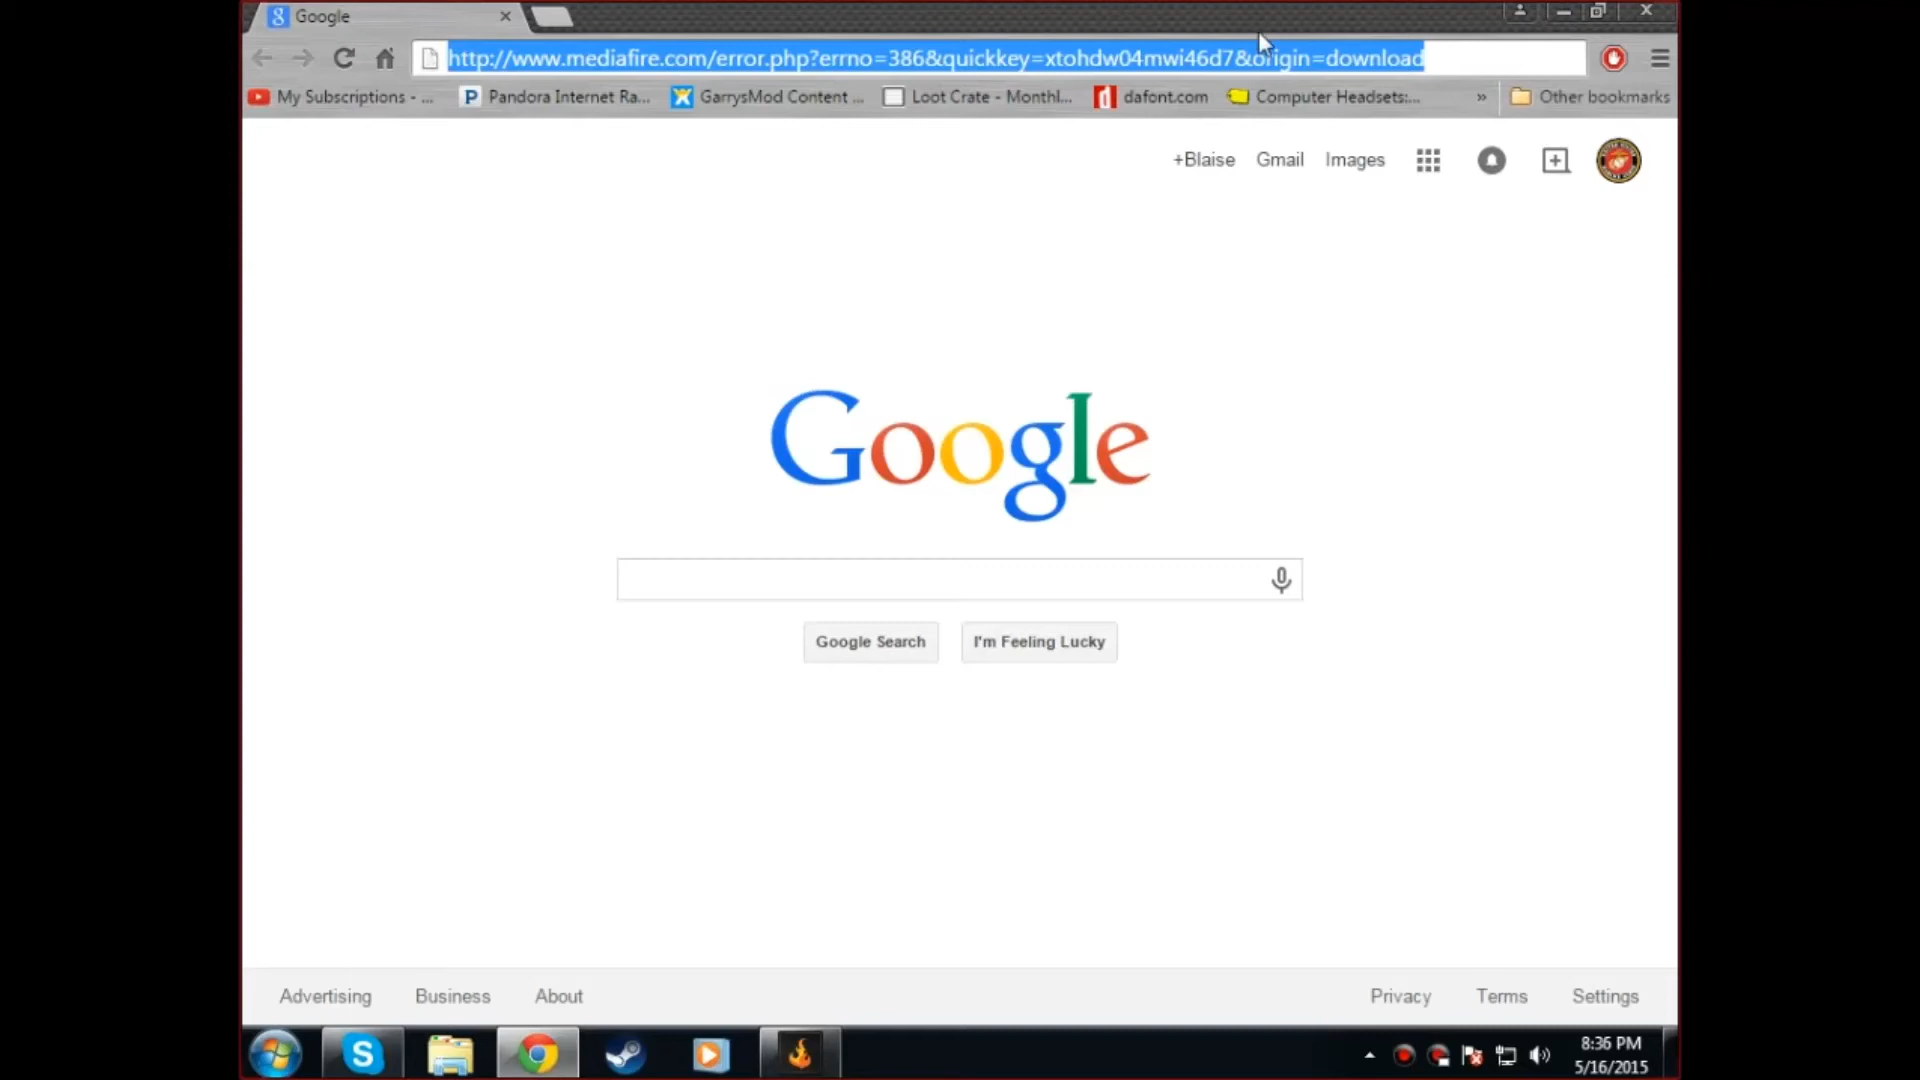 Google
http://www.mediafire.com/error.php?errno=386&quickkey=xtohdw04mwi46d7&origin=download
My Subscriptions - ...
Pandora Internet Ra...
GarrysMod Content ...
Loot Crate - Monthl...
dafont.com
Computer Headsets:...
»
Other bookmarks
+Blaise
Gmail
Images
Google
Google Search
I'm Feeling Lucky
Advertising
Business
About
Privacy
Terms
Settings
8:36 PM
5/16/2015